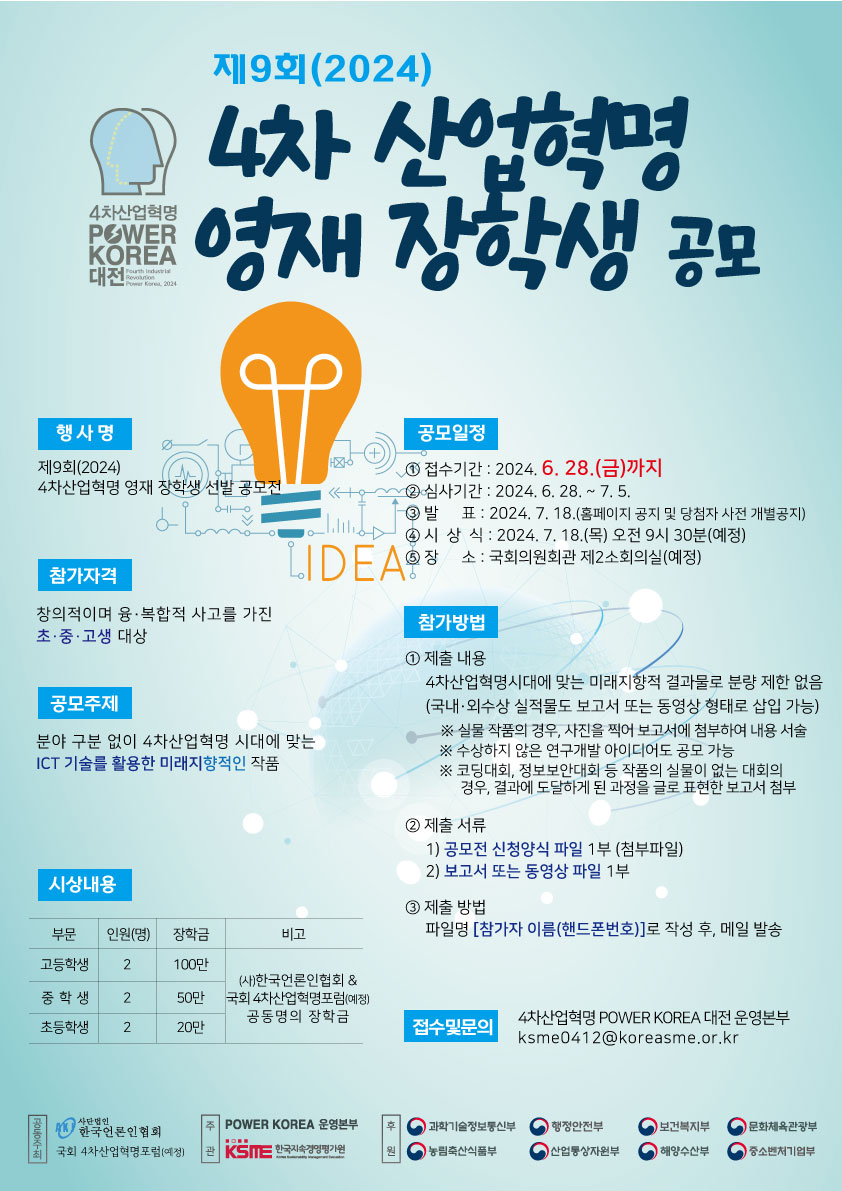 제9회(2024)
4차 산업혁명
영재 장학생 공모
4차산업혁명
POWER
KOREA
대전 Fourth Industrial
Revolution
Power Korea, 2024
행사명
제9회(2024)
4차산업혁명 영재 장학생 선발 공모전
IDEA
참가자격
창의적이며 융·복합적 사고를 가진
초·중·고생 대상
공모주제
분야 구분 없이 4차산업혁명 시대에 맞는
ICT 기술를 활용한 미래지향적인 작품
시상내용
부문 인원(명) 장학금 비고
고등학생 2 100만
중 학 생 2 50만
초등학생 2 20만
(사)한국언론인협회 &
국회 4차산업혁명포럼(예정)
공동명의 장학금
공모일정
① 접수기간 : 2024. 6. 28.(금)까지
② 심사기간 : 2024. 6. 28. ~ 7. 5.
③ 발 표 : 2024. 7. 18.(홈페이지 공지 및 당첨자 사전 개별공지)
④ 시 상 식 : 2024. 7. 18.(목) 오전 9시 30분(예정)
⑤ 장 소 : 국회의원회관 제2소회의실(예정)
참가방법
① 제출 내용
4차산업혁명시대에 맞는 미래지향적 결과물로 분량 제한 없음
(국내·외수상 실적물도 보고서 또는 동영상 형태로 삽입 가능)
※ 실물 작품의 경우, 사진을 찍어 보고서에 첨부하여 내용 서술
※ 수상하지 않은 연구개발 아이디어도 공모 가능
※ 코딩대회, 정보보안대회 등 작품의 실물이 없는 대회의
경우, 결과에 도달하게 된 과정을 글로 표현한 보고서 첨부
② 제출 서류
1) 공모전 신청양식 파일 1부 (첨부파일)
2) 보고서 또는 동영상 파일 1부
③ 제출 방법
파일명 [참가자 이름(핸드폰번호)]로 작성 후, 메일 발송
접수및문의
4차산업혁명 POWER KOREA 대전 운영본부
ksme0412@koreasme.or.kr
공동주최
사단법인
한국언론인협회
국회 4차산업혁명포럼(예정)
주관
POWER KOREA 운영본부
KSME 한국지속경영평가원
Korea Sustainability Management Evaluation
후원
과학기술정보통신부 행정안전부 보건복지부 문화체육관광부
농림축산식품부 산업통상자원부 해양수산부 중소벤처기업부